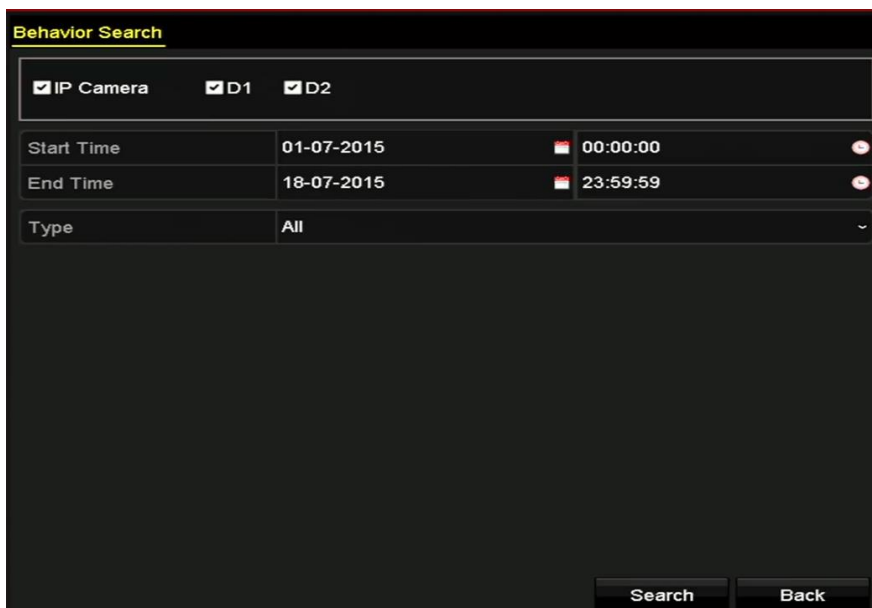 Behavior Search
IP Camera D1 D2
Start Time 01-07-2015 00:00:00
End Time 18-07-2015 23:59:59
Type All
Search Back